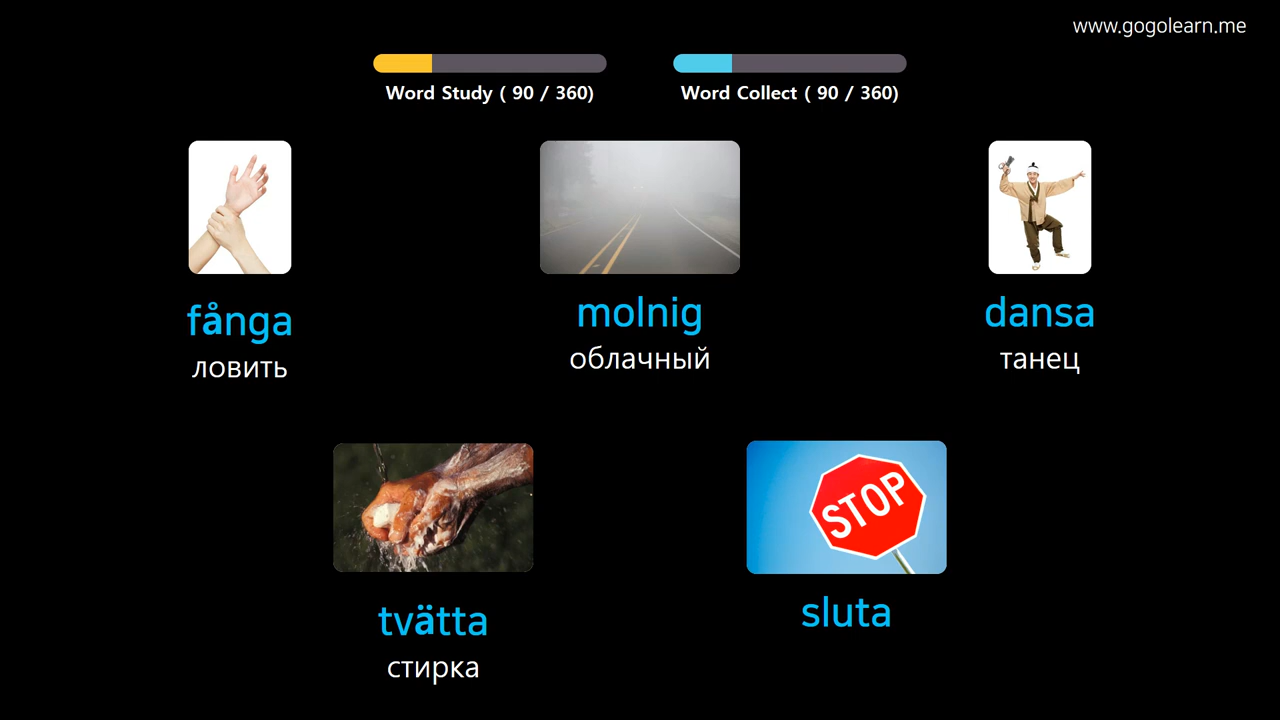 www.gogolearn.me
Word Study ( 90 / 360)
Word Collect ( 90 / 360)
fånga
ловить
molnig
облачный
dansa
танец
tvätta
стирка
STOP
sluta